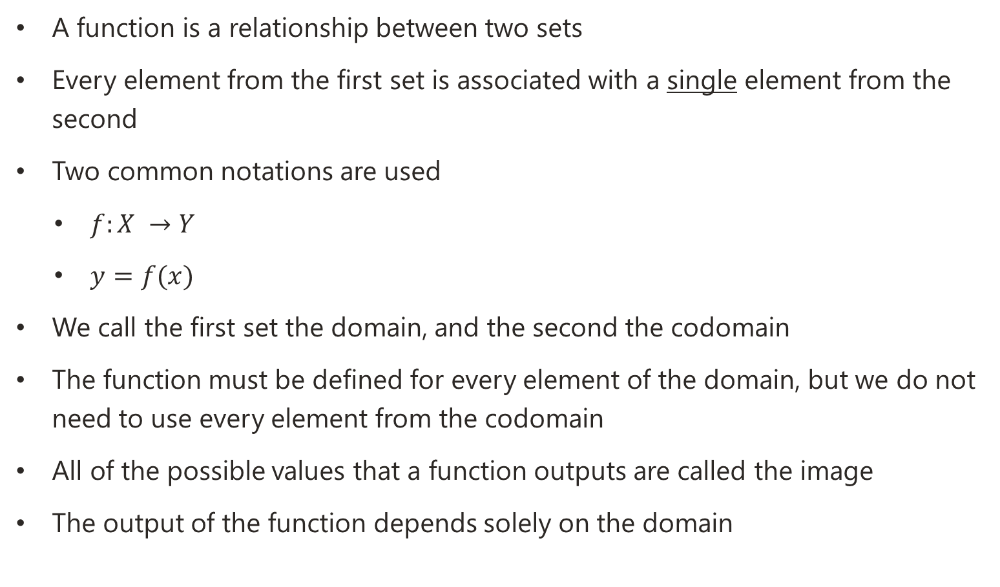 • A function is a relationship between two sets
• Every element from the first set is associated with a single element from the
second
• Two common notations are used
• f: X → Y
• y = f(x)
• We call the first set the domain, and the second the codomain
• The function must be defined for every element of the domain, but we do not
need to use every element from the codomain
• All of the possible values that a function outputs are called the image
• The output of the function depends solely on the domain